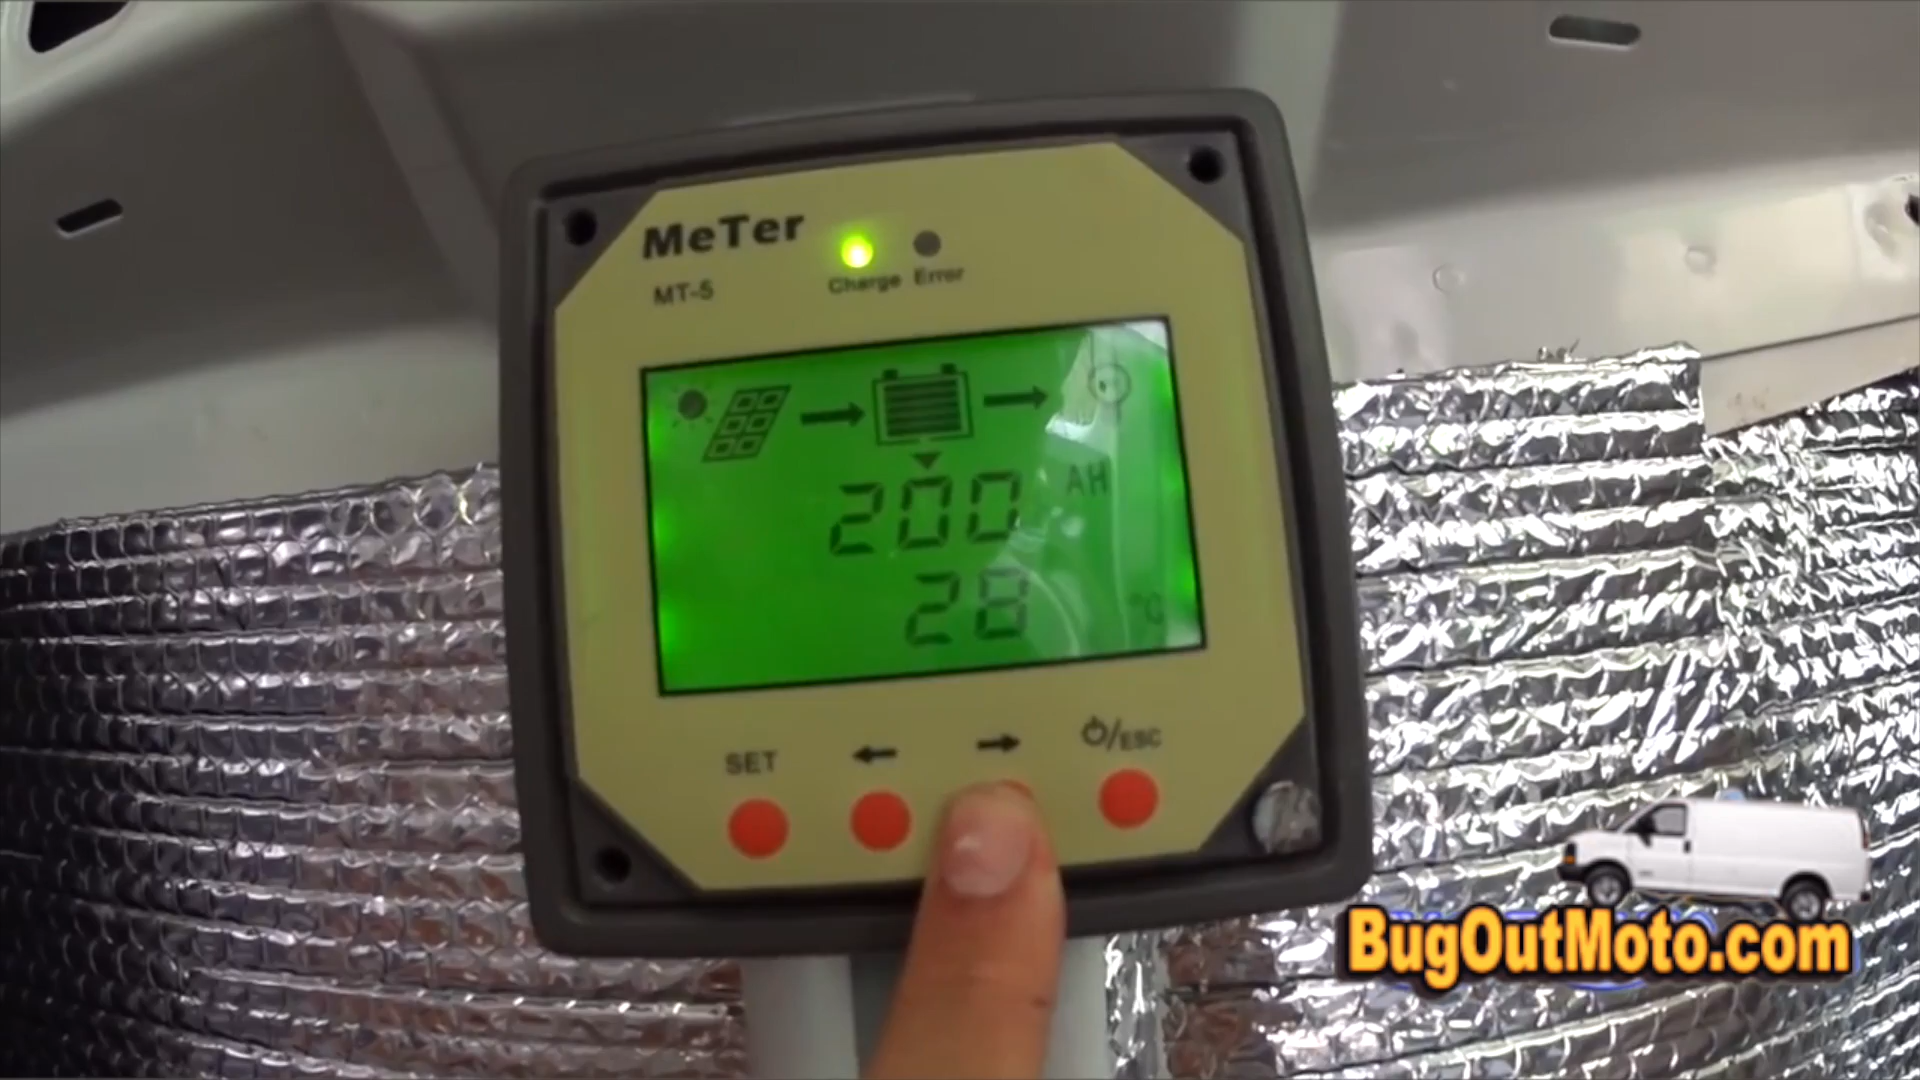 MeTer
MT-5
Charge Error
200 AH
28 °C
SET
⏻/ESC
BugOutMoto.com